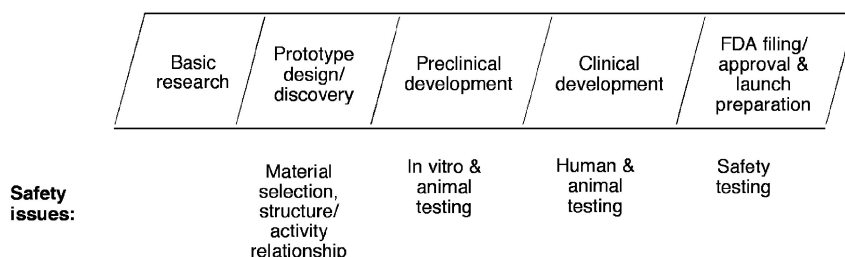 Basic
research
Prototype
design/
discovery
Preclinical
development
Clinical
development
FDA filing/
approval &
launch
preparation
Safety
issues:
Material
selection,
structure/
activity
relationship
In vitro &
animal
testing
Human &
animal
testing
Safety
testing